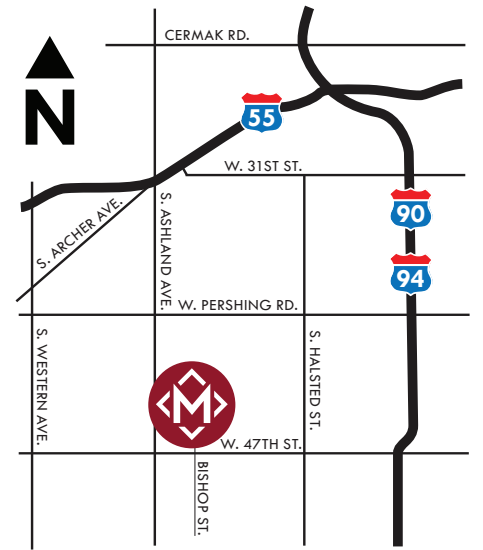 CERMAK RD.
N
55
W. 31ST ST.
90
S. ARCHER AVE.
S. ASHLAND AVE.
94
W. PERSHING RD.
S. WESTERN AVE.
S. HALSTED ST.
M
W. 47TH ST.
BISHOP ST.